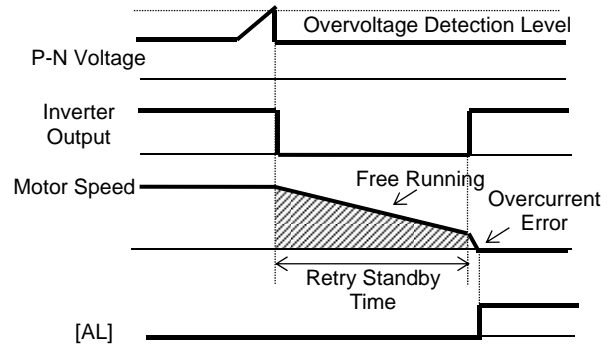 Overvoltage Detection Level
P-N Voltage
Inverter
Output
Motor Speed
Free Running
Overcurrent
Error
Retry Standby
Time
[AL]